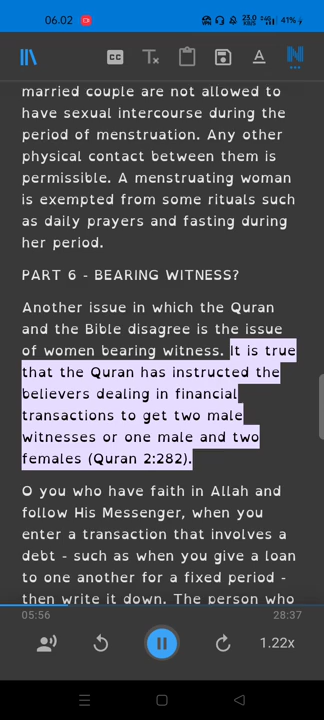 06.02
25.0 KB/S
41%
CC
married couple are not allowed to
have sexual intercourse during the
period of menstruation. Any other
physical contact between them is
permissible. A menstruating woman
is exempted from some rituals such
as daily prayers and fasting during
her period.
PART 6 - BEARING WITNESS?
Another issue in which the Quran
and the Bible disagree is the issue
of women bearing witness. It is true
that the Quran has instructed the
believers dealing in financial
transactions to get two male
witnesses or one male and two
females (Quran 2:282).
O you who have faith in Allah and
follow His Messenger, when you
enter a transaction that involves a
debt - such as when you give a loan
to one another for a fixed period -
then write it down. The person who
05:56
28:37
1.22x